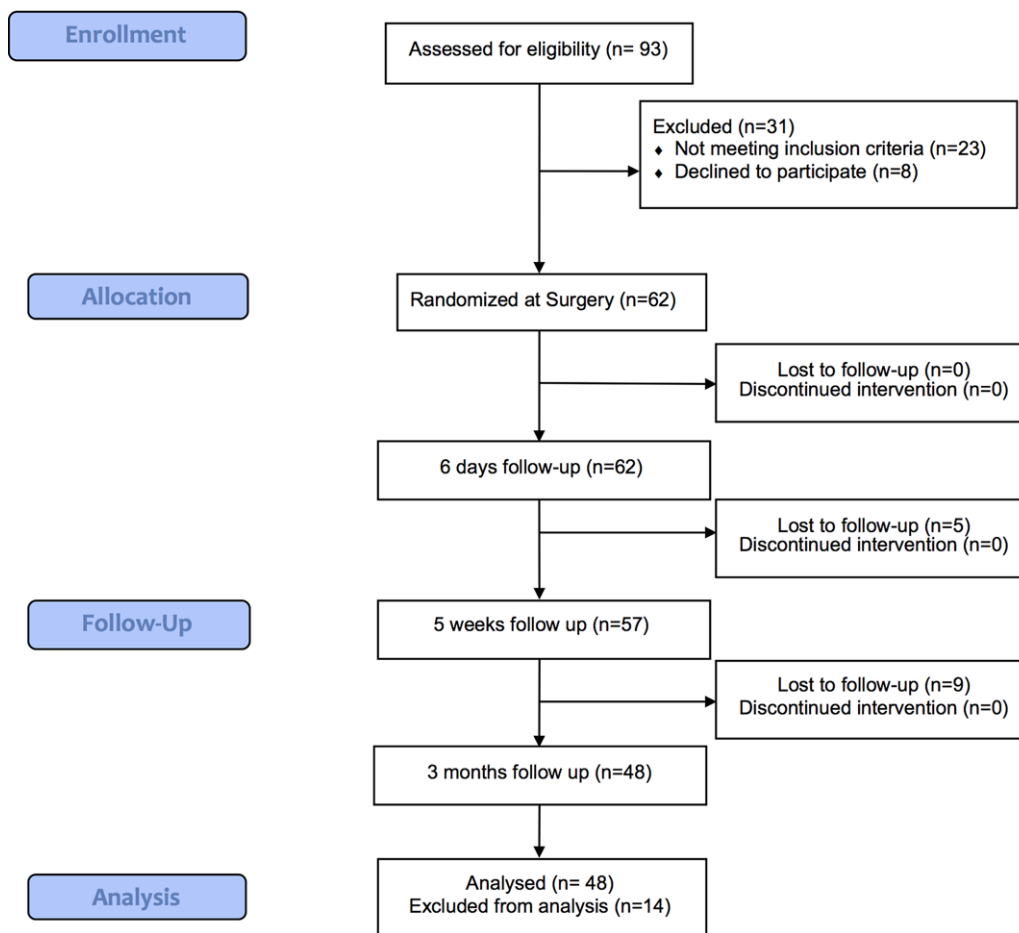 Enrollment
Assessed for eligibility (n= 93)
Excluded (n=31)
♦ Not meeting inclusion criteria (n=23)
♦ Declined to participate (n=8)
Allocation
Randomized at Surgery (n=62)
Lost to follow-up (n=0)
Discontinued intervention (n=0)
6 days follow-up (n=62)
Lost to follow-up (n=5)
Discontinued intervention (n=0)
Follow-Up
5 weeks follow up (n=57)
Lost to follow-up (n=9)
Discontinued intervention (n=0)
3 months follow up (n=48)
Analysis
Analysed (n= 48)
Excluded from analysis (n=14)